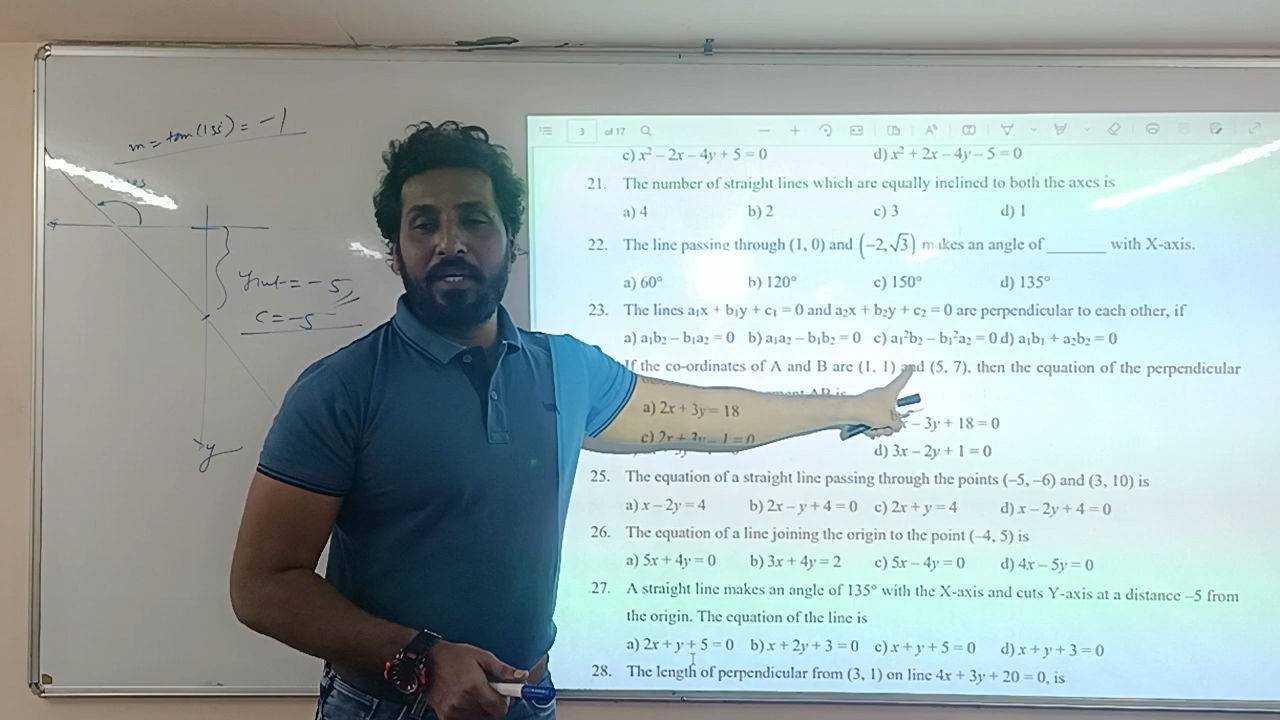 m = tan(135) = -1
Yint = -5
c = -5
y
3 of 17
c) x² – 2x – 4y + 5 = 0 d) x² + 2x – 4y – 5 = 0
21. The number of straight lines which are equally inclined to both the axes is
a) 4 b) 2 c) 3 d) 1
22. The line passing through (1, 0) and (–2, √3) makes an angle of ______ with X-axis.
a) 60° b) 120° c) 150° d) 135°
23. The lines a₁x + b₁y + c₁ = 0 and a₂x + b₂y + c₂ = 0 are perpendicular to each other, if
a) a₁b₂ – b₁a₂ = 0 b) a₁a₂ – b₁b₂ = 0 c) a₁²b₂ – b₁²a₂ = 0 d) a₁b₁ + a₂b₂ = 0
If the co-ordinates of A and B are (1, 1) and (5, 7), then the equation of the perpendicular
AB is
a) 2x + 3y = 18 – 3y + 18 = 0
c) 2x + 3y – 1 = 0 d) 3x – 2y + 1 = 0
25. The equation of a straight line passing through the points (–5, –6) and (3, 10) is
a) x – 2y = 4 b) 2x – y + 4 = 0 c) 2x + y = 4 d) x – 2y + 4 = 0
26. The equation of a line joining the origin to the point (–4, 5) is
a) 5x + 4y = 0 b) 3x + 4y = 2 c) 5x – 4y = 0 d) 4x – 5y = 0
27. A straight line makes an angle of 135° with the X-axis and cuts Y-axis at a distance –5 from
the origin. The equation of the line is
a) 2x + y + 5 = 0 b) x + 2y + 3 = 0 c) x + y + 5 = 0 d) x + y + 3 = 0
28. The length of perpendicular from (3, 1) on line 4x + 3y + 20 = 0, is